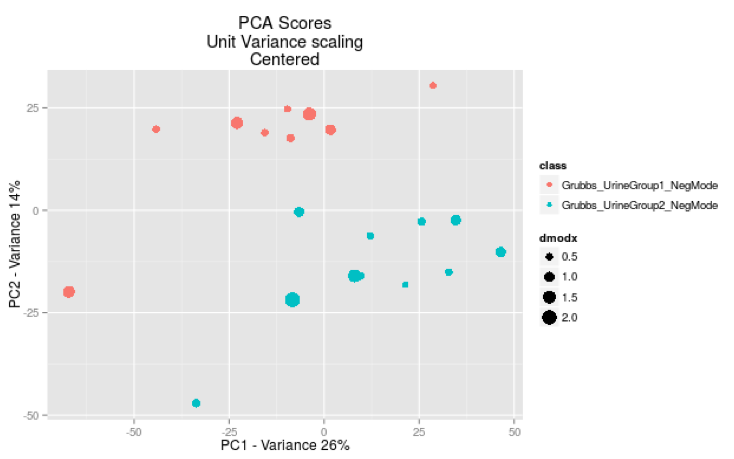 PCA Scores
Unit Variance scaling
Centered
25
0
-25
-50
PC2 - Variance 14%
-50
-25
0
25
50
PC1 - Variance 26%
class
Grubbs_UrineGroup1_NegMode
Grubbs_UrineGroup2_NegMode
dmodx
0.5
1.0
1.5
2.0